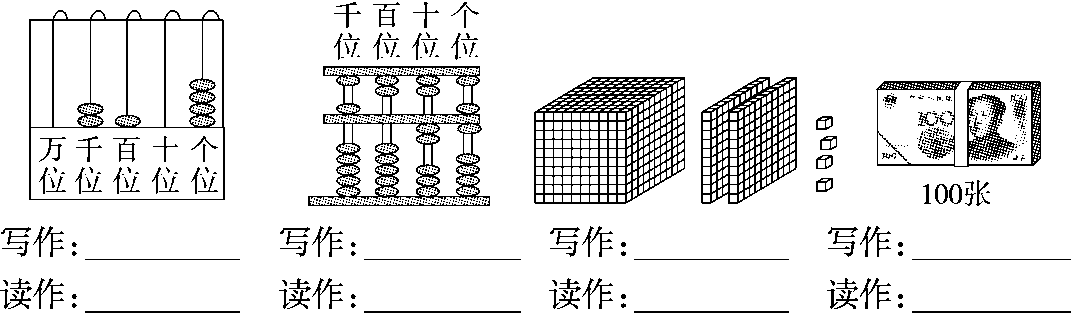 千 百 十 个
位 位 位 位
万 千 百 十 个
位 位 位 位 位
100
100张
写作: 写作: 写作: 写作:
读作: 读作: 读作: 读作: